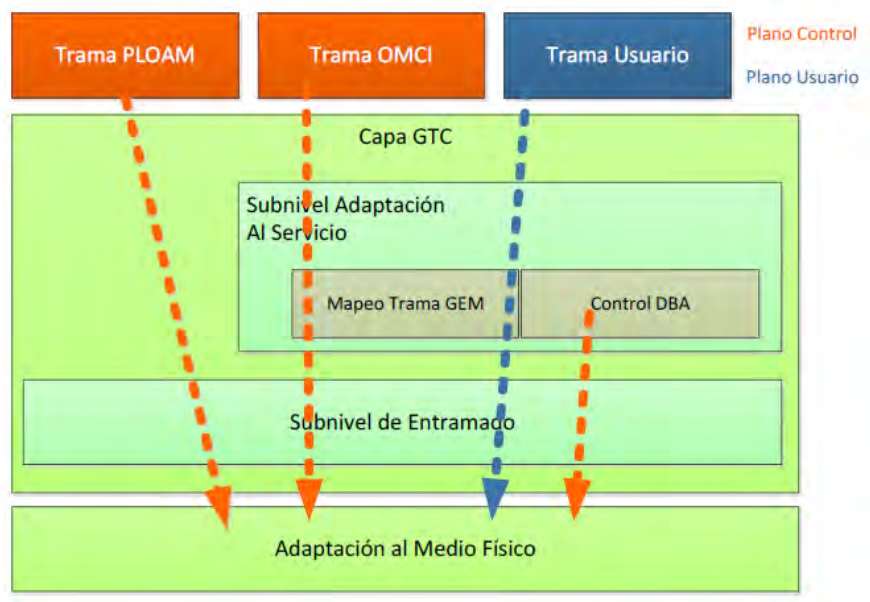 Trama PLOAM
Trama OMCI
Trama Usuario
Plano Control
Plano Usuario
Capa GTC
Subnivel Adaptación
Al Servicio
Mapeo Trama GEM
Control DBA
Subnivel de Entramado
Adaptación al Medio Físico